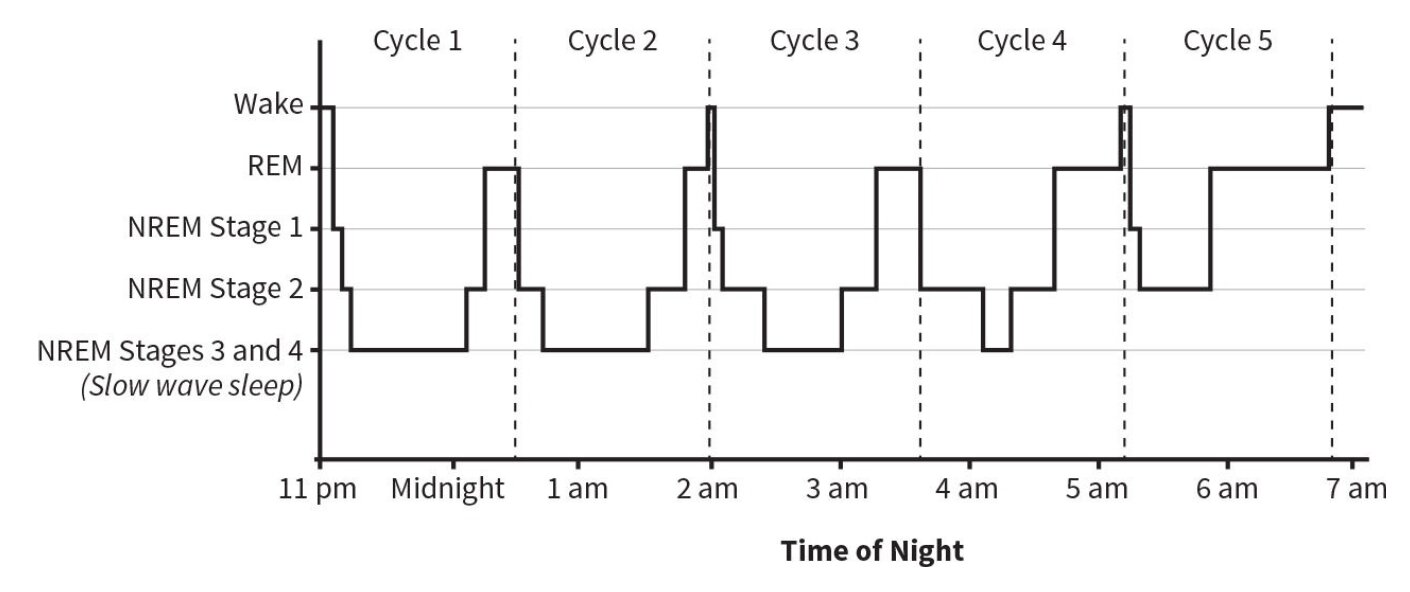 Cycle 1 Cycle 2 Cycle 3 Cycle 4 Cycle 5
Wake
REM
NREM Stage 1
NREM Stage 2
NREM Stages 3 and 4
(Slow wave sleep)
11 pm Midnight 1 am 2 am 3 am 4 am 5 am 6 am 7 am
Time of Night